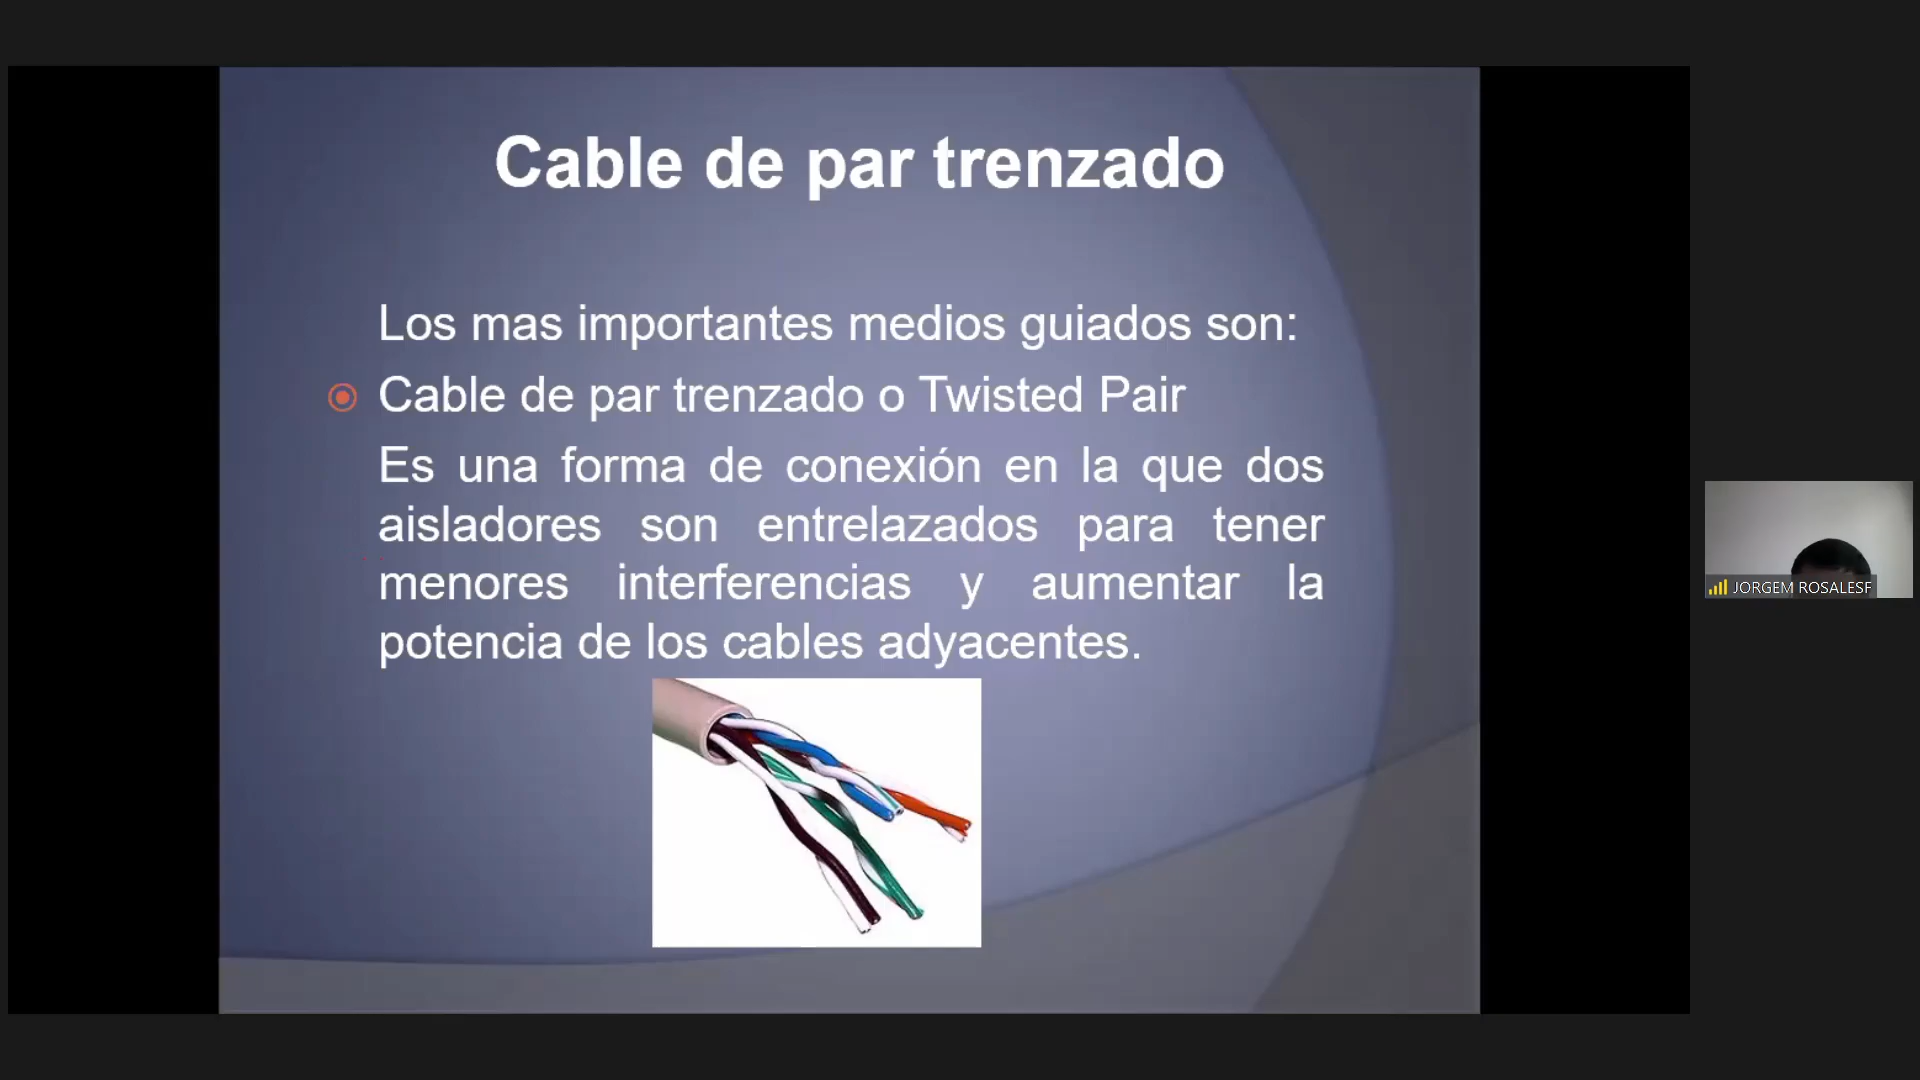 Cable de par trenzado
Los mas importantes medios guiados son:
Cable de par trenzado o Twisted Pair
Es una forma de conexión en la que dos
aisladores son entrelazados para tener
menores interferencias y aumentar la
potencia de los cables adyacentes.
JORGEM ROSALESF